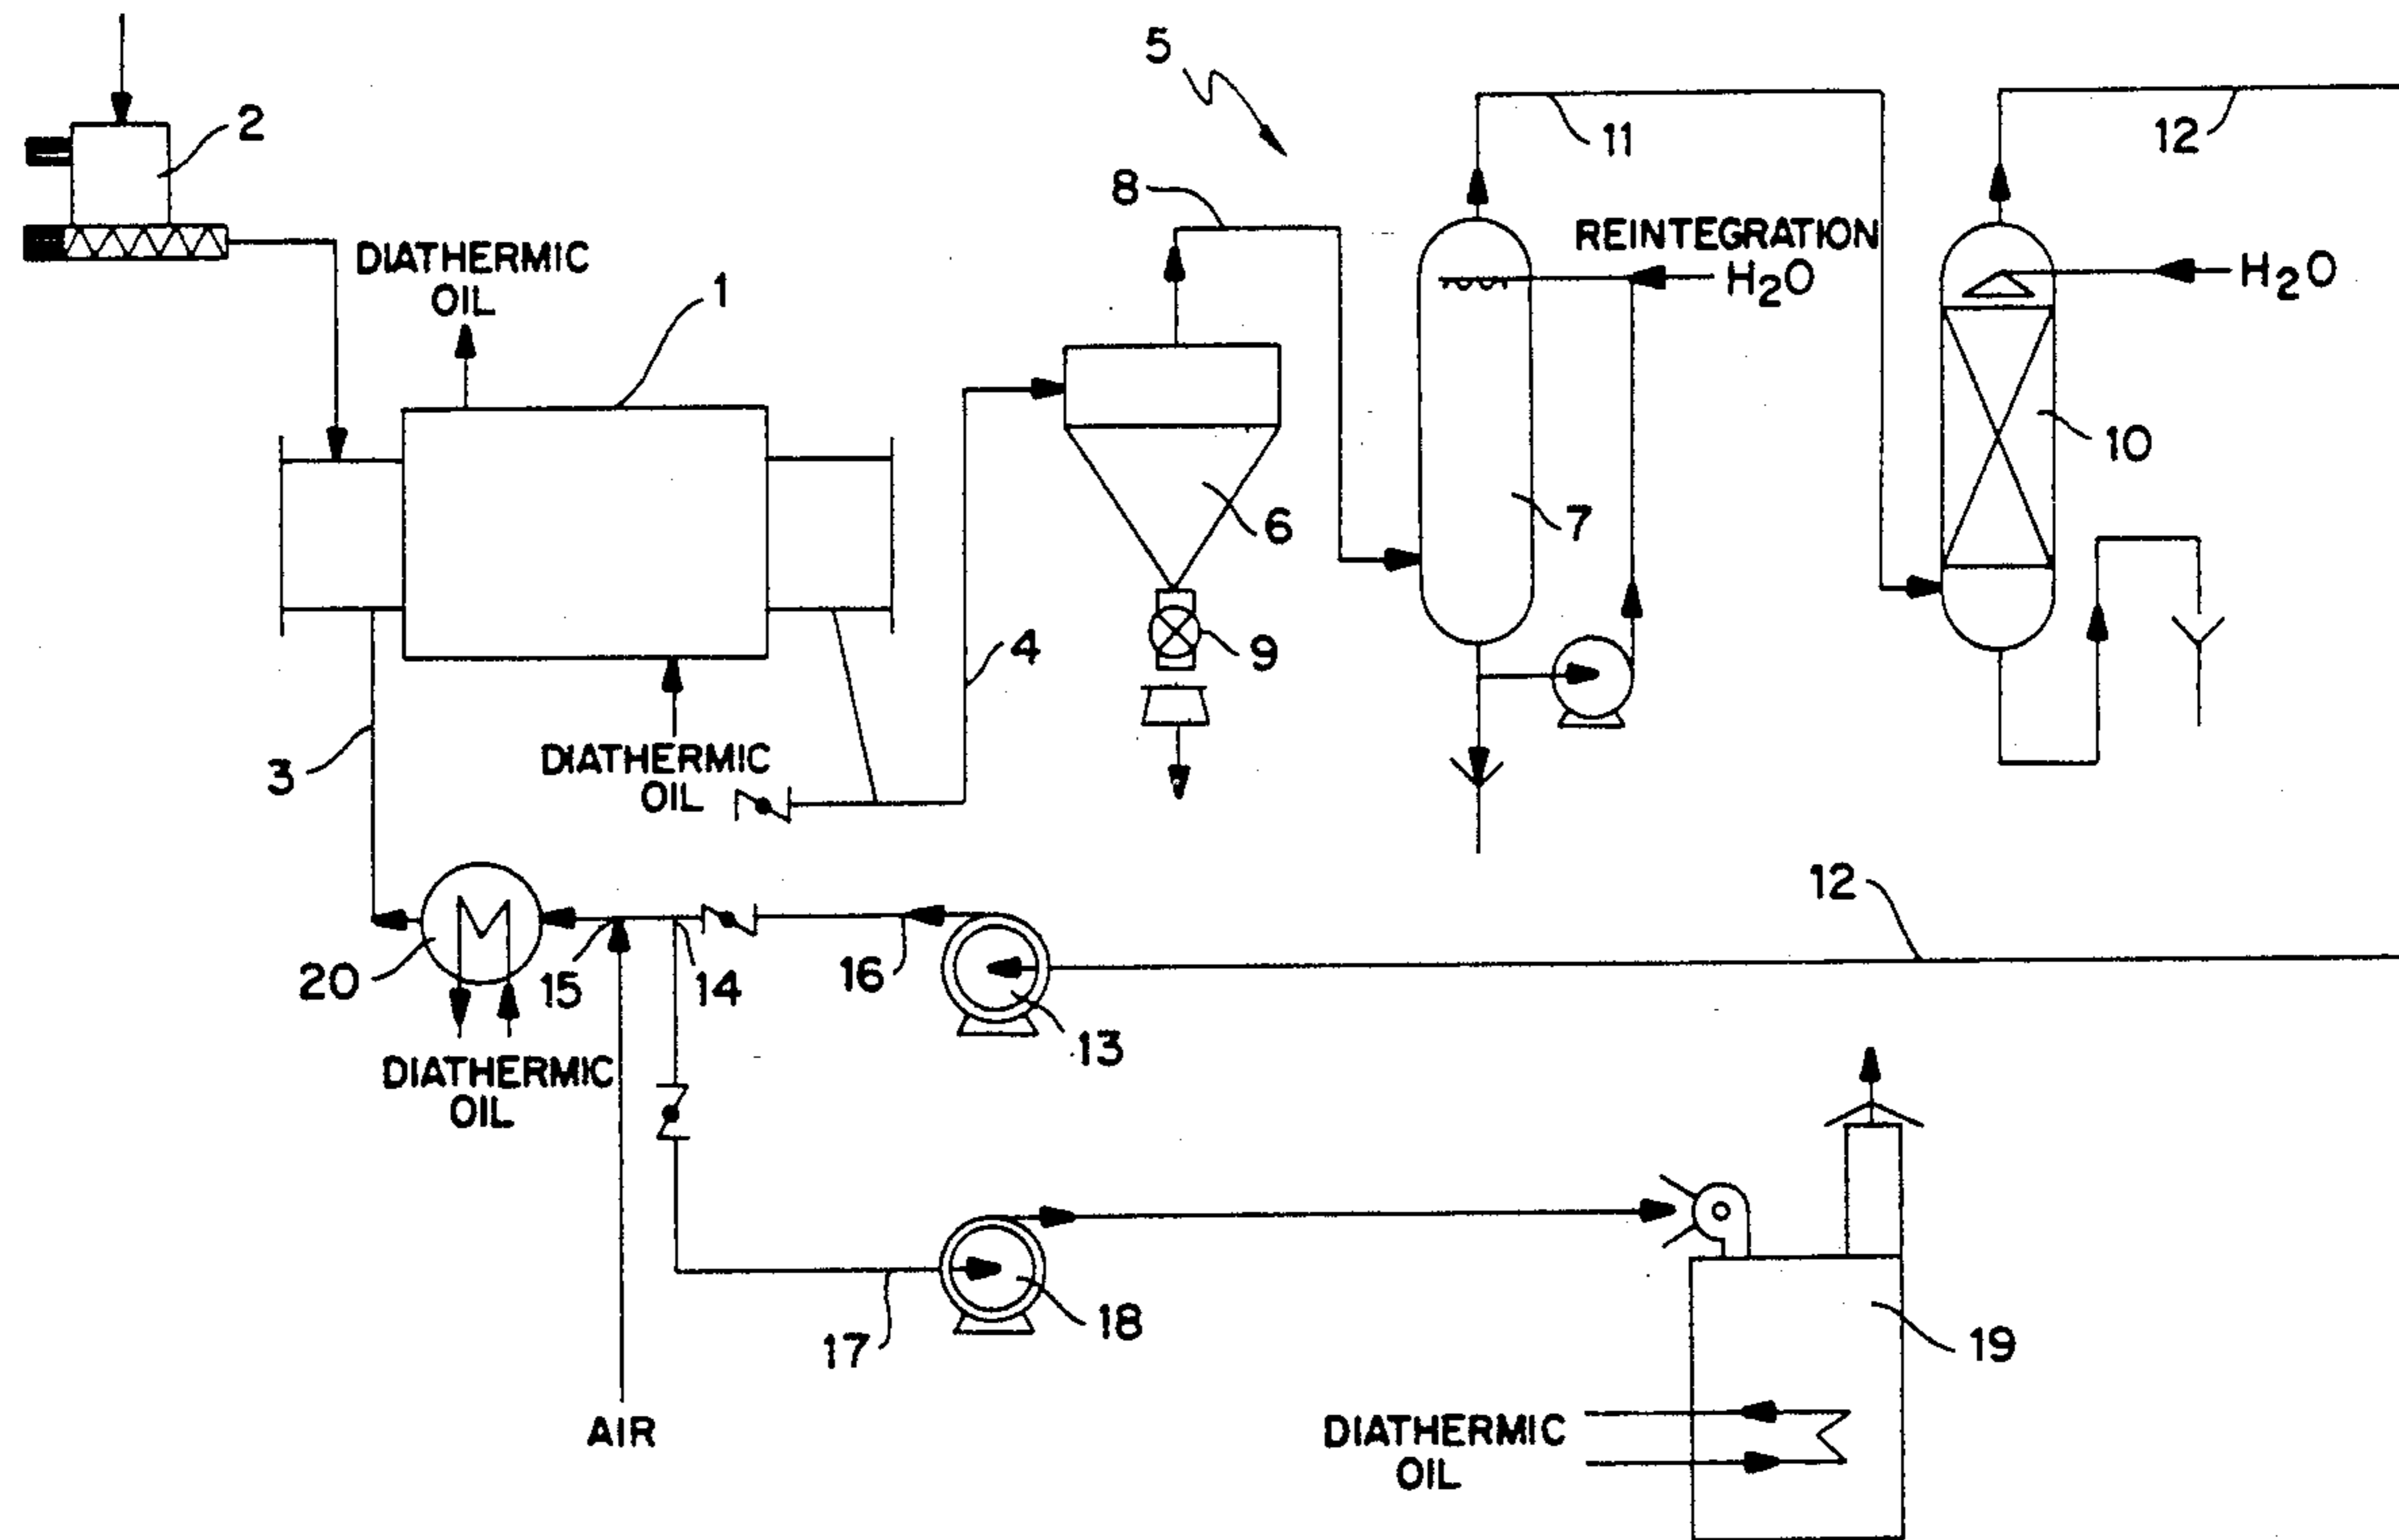 5
2
11
12
8
REINTEGRATION
H2O
H2O
DIATHERMIC
OIL
1
10
6
7
9
4
DIATHERMIC
OIL
3
12
20
15
14
16
13
DIATHERMIC
OIL
17
18
19
AIR
DIATHERMIC
OIL